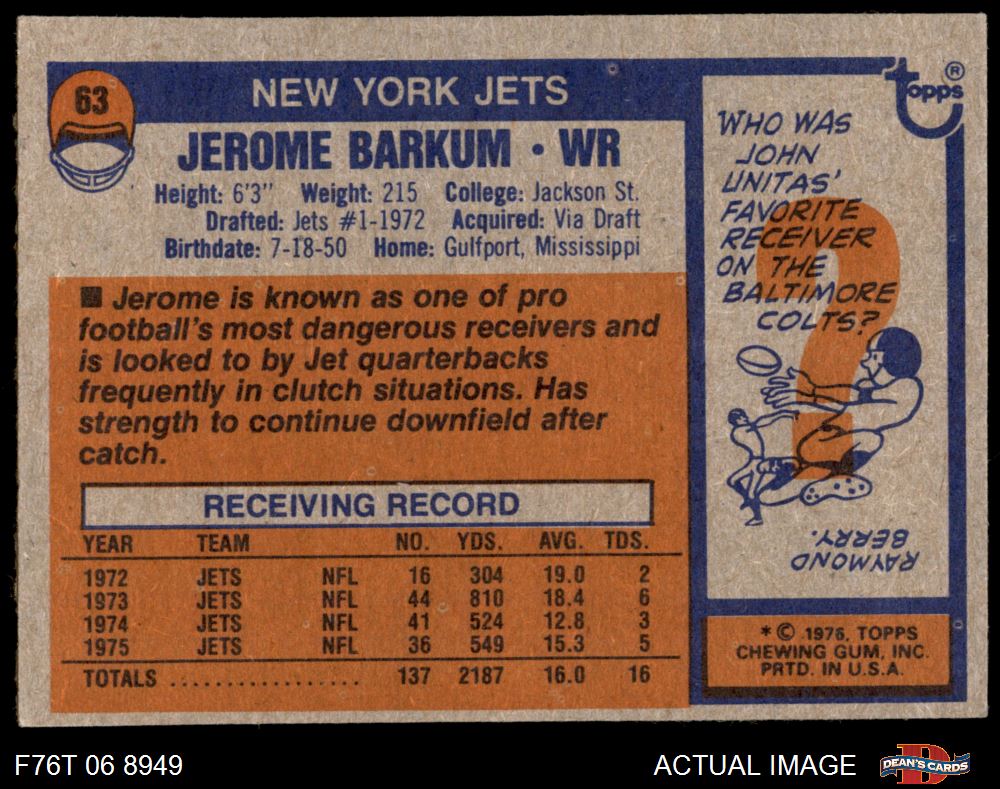 63
NEW YORK JETS
JEROME BARKUM • WR
Height: 6'3" Weight: 215 College: Jackson St.
Drafted: Jets #1-1972 Acquired: Via Draft
Birthdate: 7-18-50 Home: Gulfport, Mississippi
■ Jerome is known as one of pro
football's most dangerous receivers and
is looked to by Jet quarterbacks
frequently in clutch situations. Has
strength to continue downfield after
catch.
RECEIVING RECORD
YEAR TEAM NO. YDS. AVG. TDS.
1972 JETS NFL 16 304 19.0 2
1973 JETS NFL 44 810 18.4 6
1974 JETS NFL 41 524 12.8 3
1975 JETS NFL 36 549 15.3 5
TOTALS .................. 137 2187 16.0 16
topps®
WHO WAS
JOHN
UNITAS'
FAVORITE
RECEIVER
ON THE
BALTIMORE
COLTS?
?
RAYMOND
BERRY.
* © 1976, TOPPS
CHEWING GUM, INC.
PRTD. IN U.S.A.
F76T 06 8949
ACTUAL IMAGE
D
DEAN'S CARDS